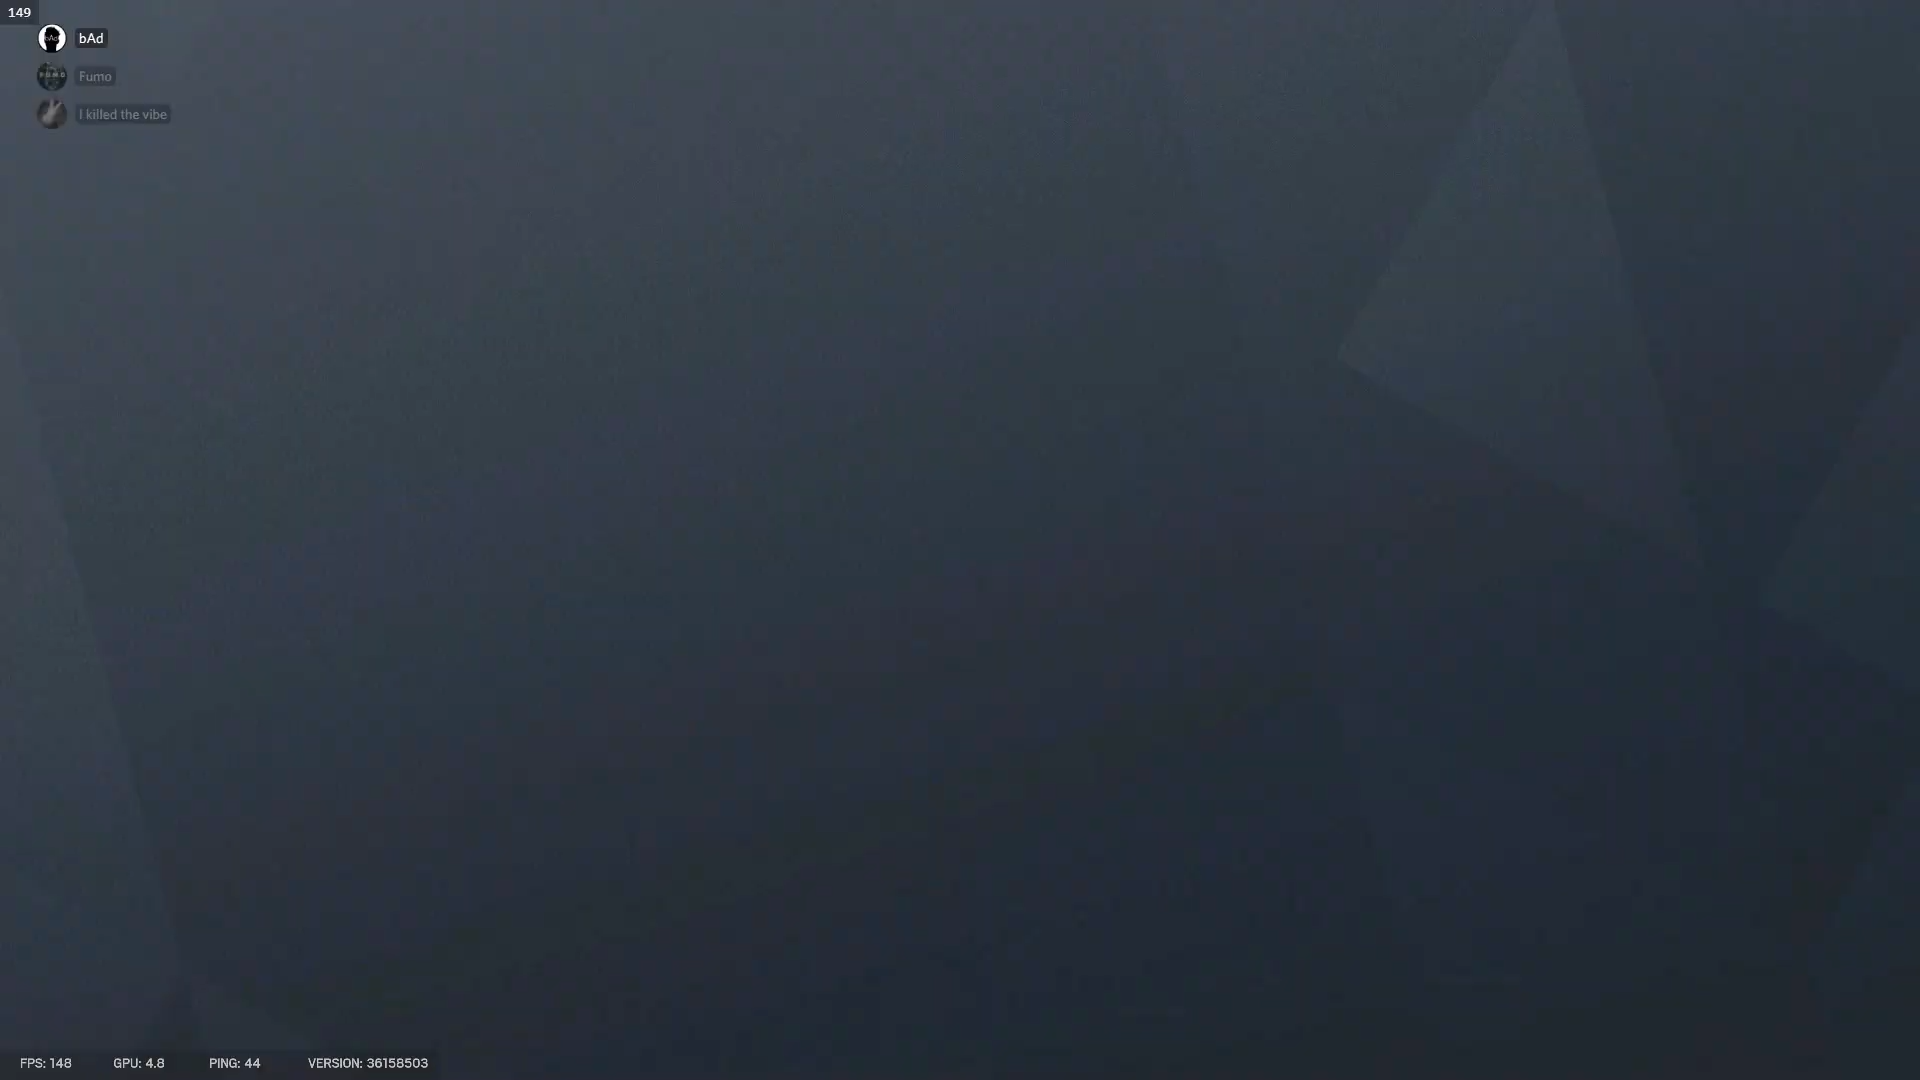 149
bAd
Fumo
I killed the vibe
FPS: 148 GPU: 4.8 PING: 44 VERSION: 36158503